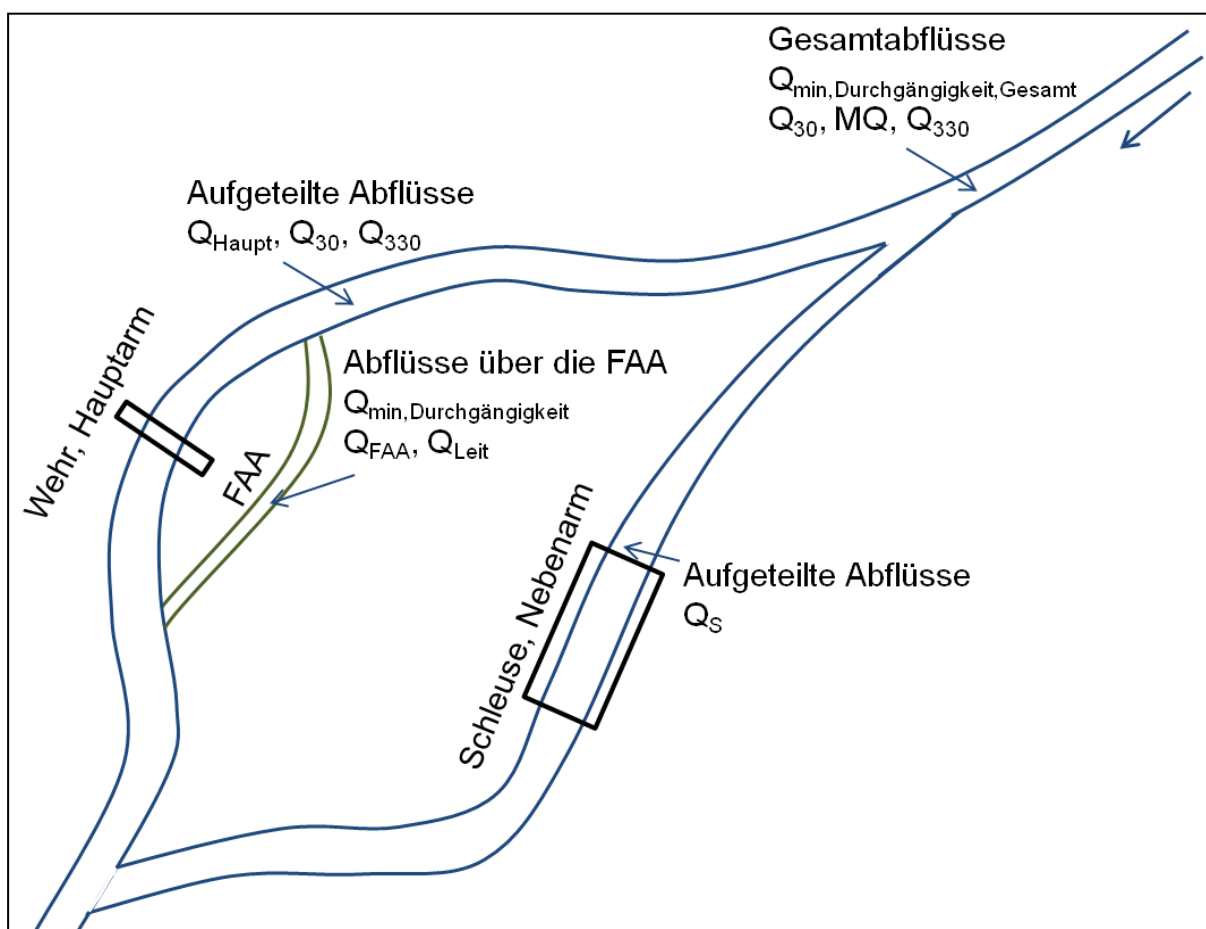 Gesamtabflüsse
Qmin,Durchgängigkeit,Gesamt
Q30, MQ, Q330
Aufgeteilte Abflüsse
QHaupt, Q30, Q330
Wehr, Hauptarm
Abflüsse über die FAA
Qmin,Durchgängigkeit
QFAA, QLeit
FAA
Schleuse, Nebenarm
Aufgeteilte Abflüsse
QS